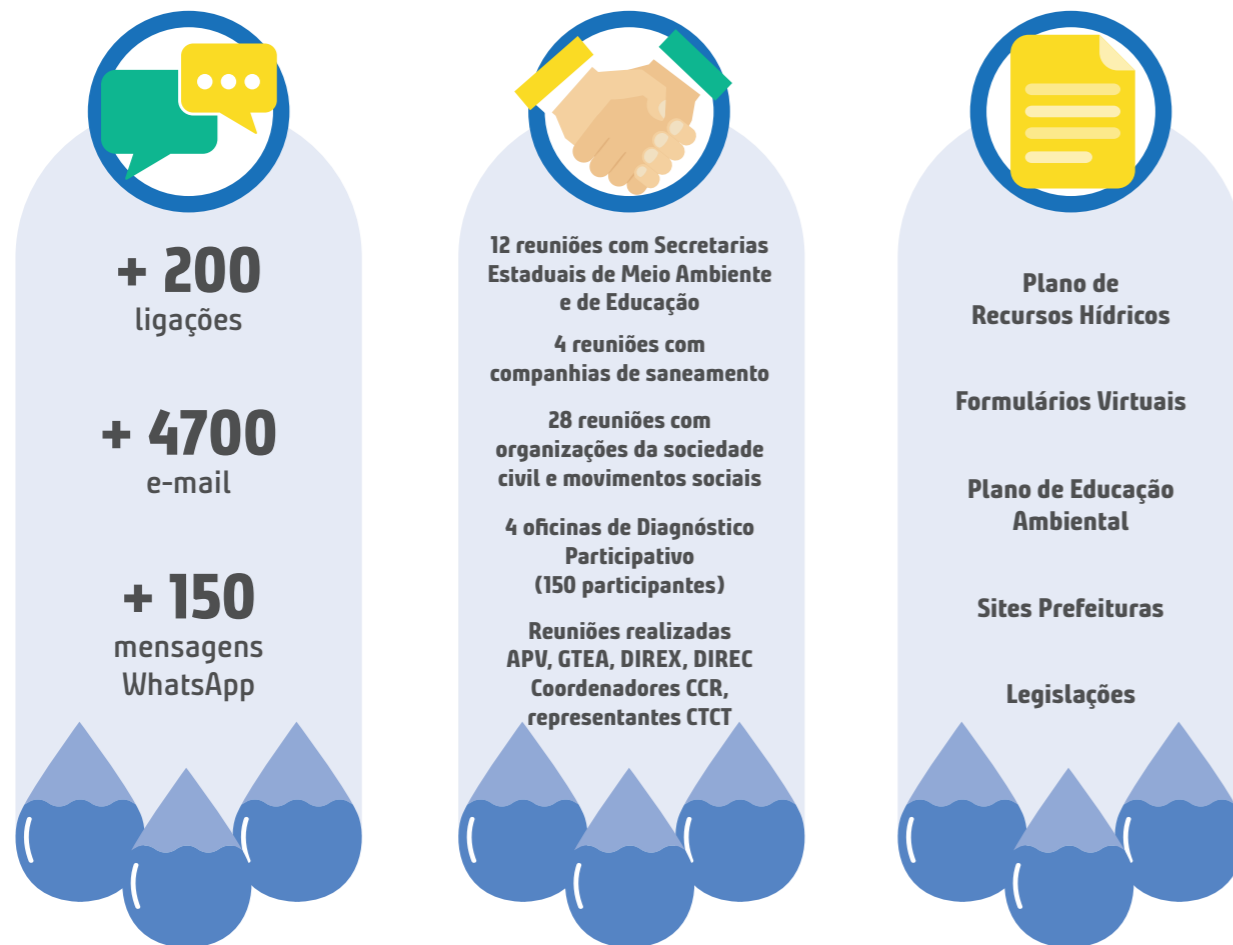 + 200
ligações
+ 4700
e-mail
+ 150
mensagens
WhatsApp
12 reuniões com Secretarias
Estaduais de Meio Ambiente
e de Educação
4 reuniões com
companhias de saneamento
28 reuniões com
organizações da sociedade
civil e movimentos sociais
4 oficinas de Diagnóstico
Participativo
(150 participantes)
Reuniões realizadas
APV, GTEA, DIREX, DIREC
Coordenadores CCR,
representantes CTCT
Plano de
Recursos Hídricos
Formulários Virtuais
Plano de Educação
Ambiental
Sites Prefeituras
Legislações